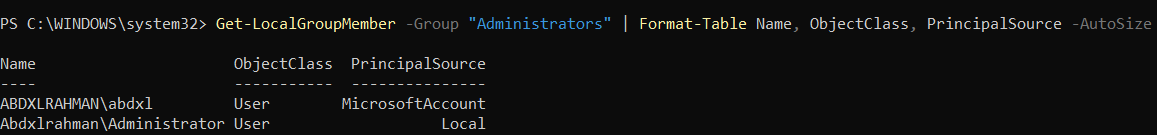 PS C:\WINDOWS\system32> Get-LocalGroupMember -Group "Administrators" | Format-Table Name, ObjectClass, PrincipalSource -AutoSize
Name ObjectClass PrincipalSource
---- ----------- ---------------
ABDXLRAHMAN\abdxl User MicrosoftAccount
Abdxlrahman\Administrator User Local